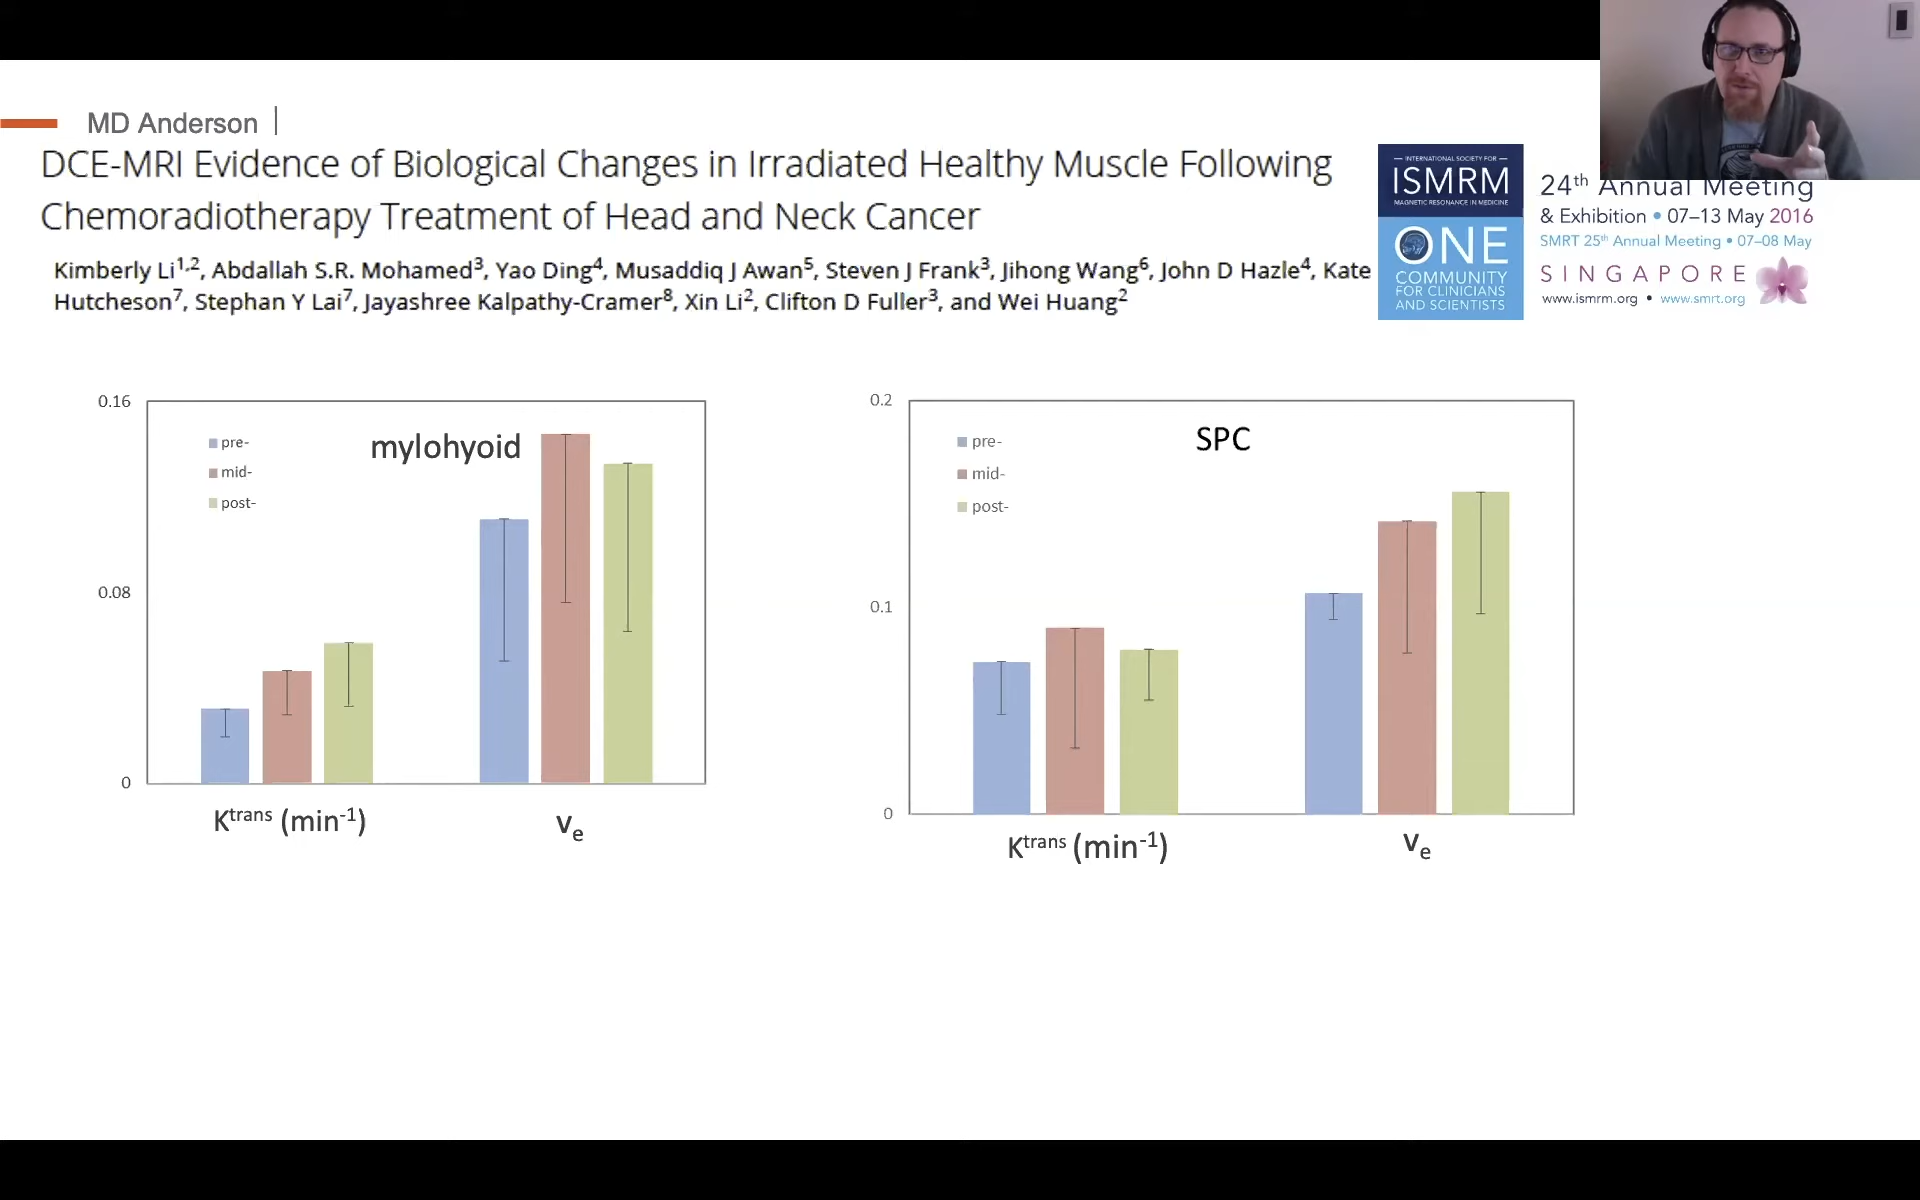 MD Anderson |
DCE-MRI Evidence of Biological Changes in Irradiated Healthy Muscle Following
Chemoradiotherapy Treatment of Head and Neck Cancer
Kimberly Li1,2, Abdallah S.R. Mohamed3, Yao Ding4, Musaddiq J Awan5, Steven J Frank3, Jihong Wang6, John D Hazle4, Kate
Hutcheson7, Stephan Y Lai7, Jayashree Kalpathy-Cramer8, Xin Li2, Clifton D Fuller3, and Wei Huang2
— INTERNATIONAL SOCIETY FOR —
ISMRM
MAGNETIC RESONANCE IN MEDICINE
ONE
COMMUNITY
FOR CLINICIANS
AND SCIENTISTS
24th Annual Meeting
& Exhibition • 07–13 May 2016
SMRT 25th Annual Meeting • 07–08 May
SINGAPORE
www.ismrm.org • www.smrt.org
0.16
0.08
0
pre-
mid-
post-
mylohyoid
Ktrans (min-1)
ve
0.2
0.1
0
pre-
mid-
post-
SPC
Ktrans (min-1)
ve